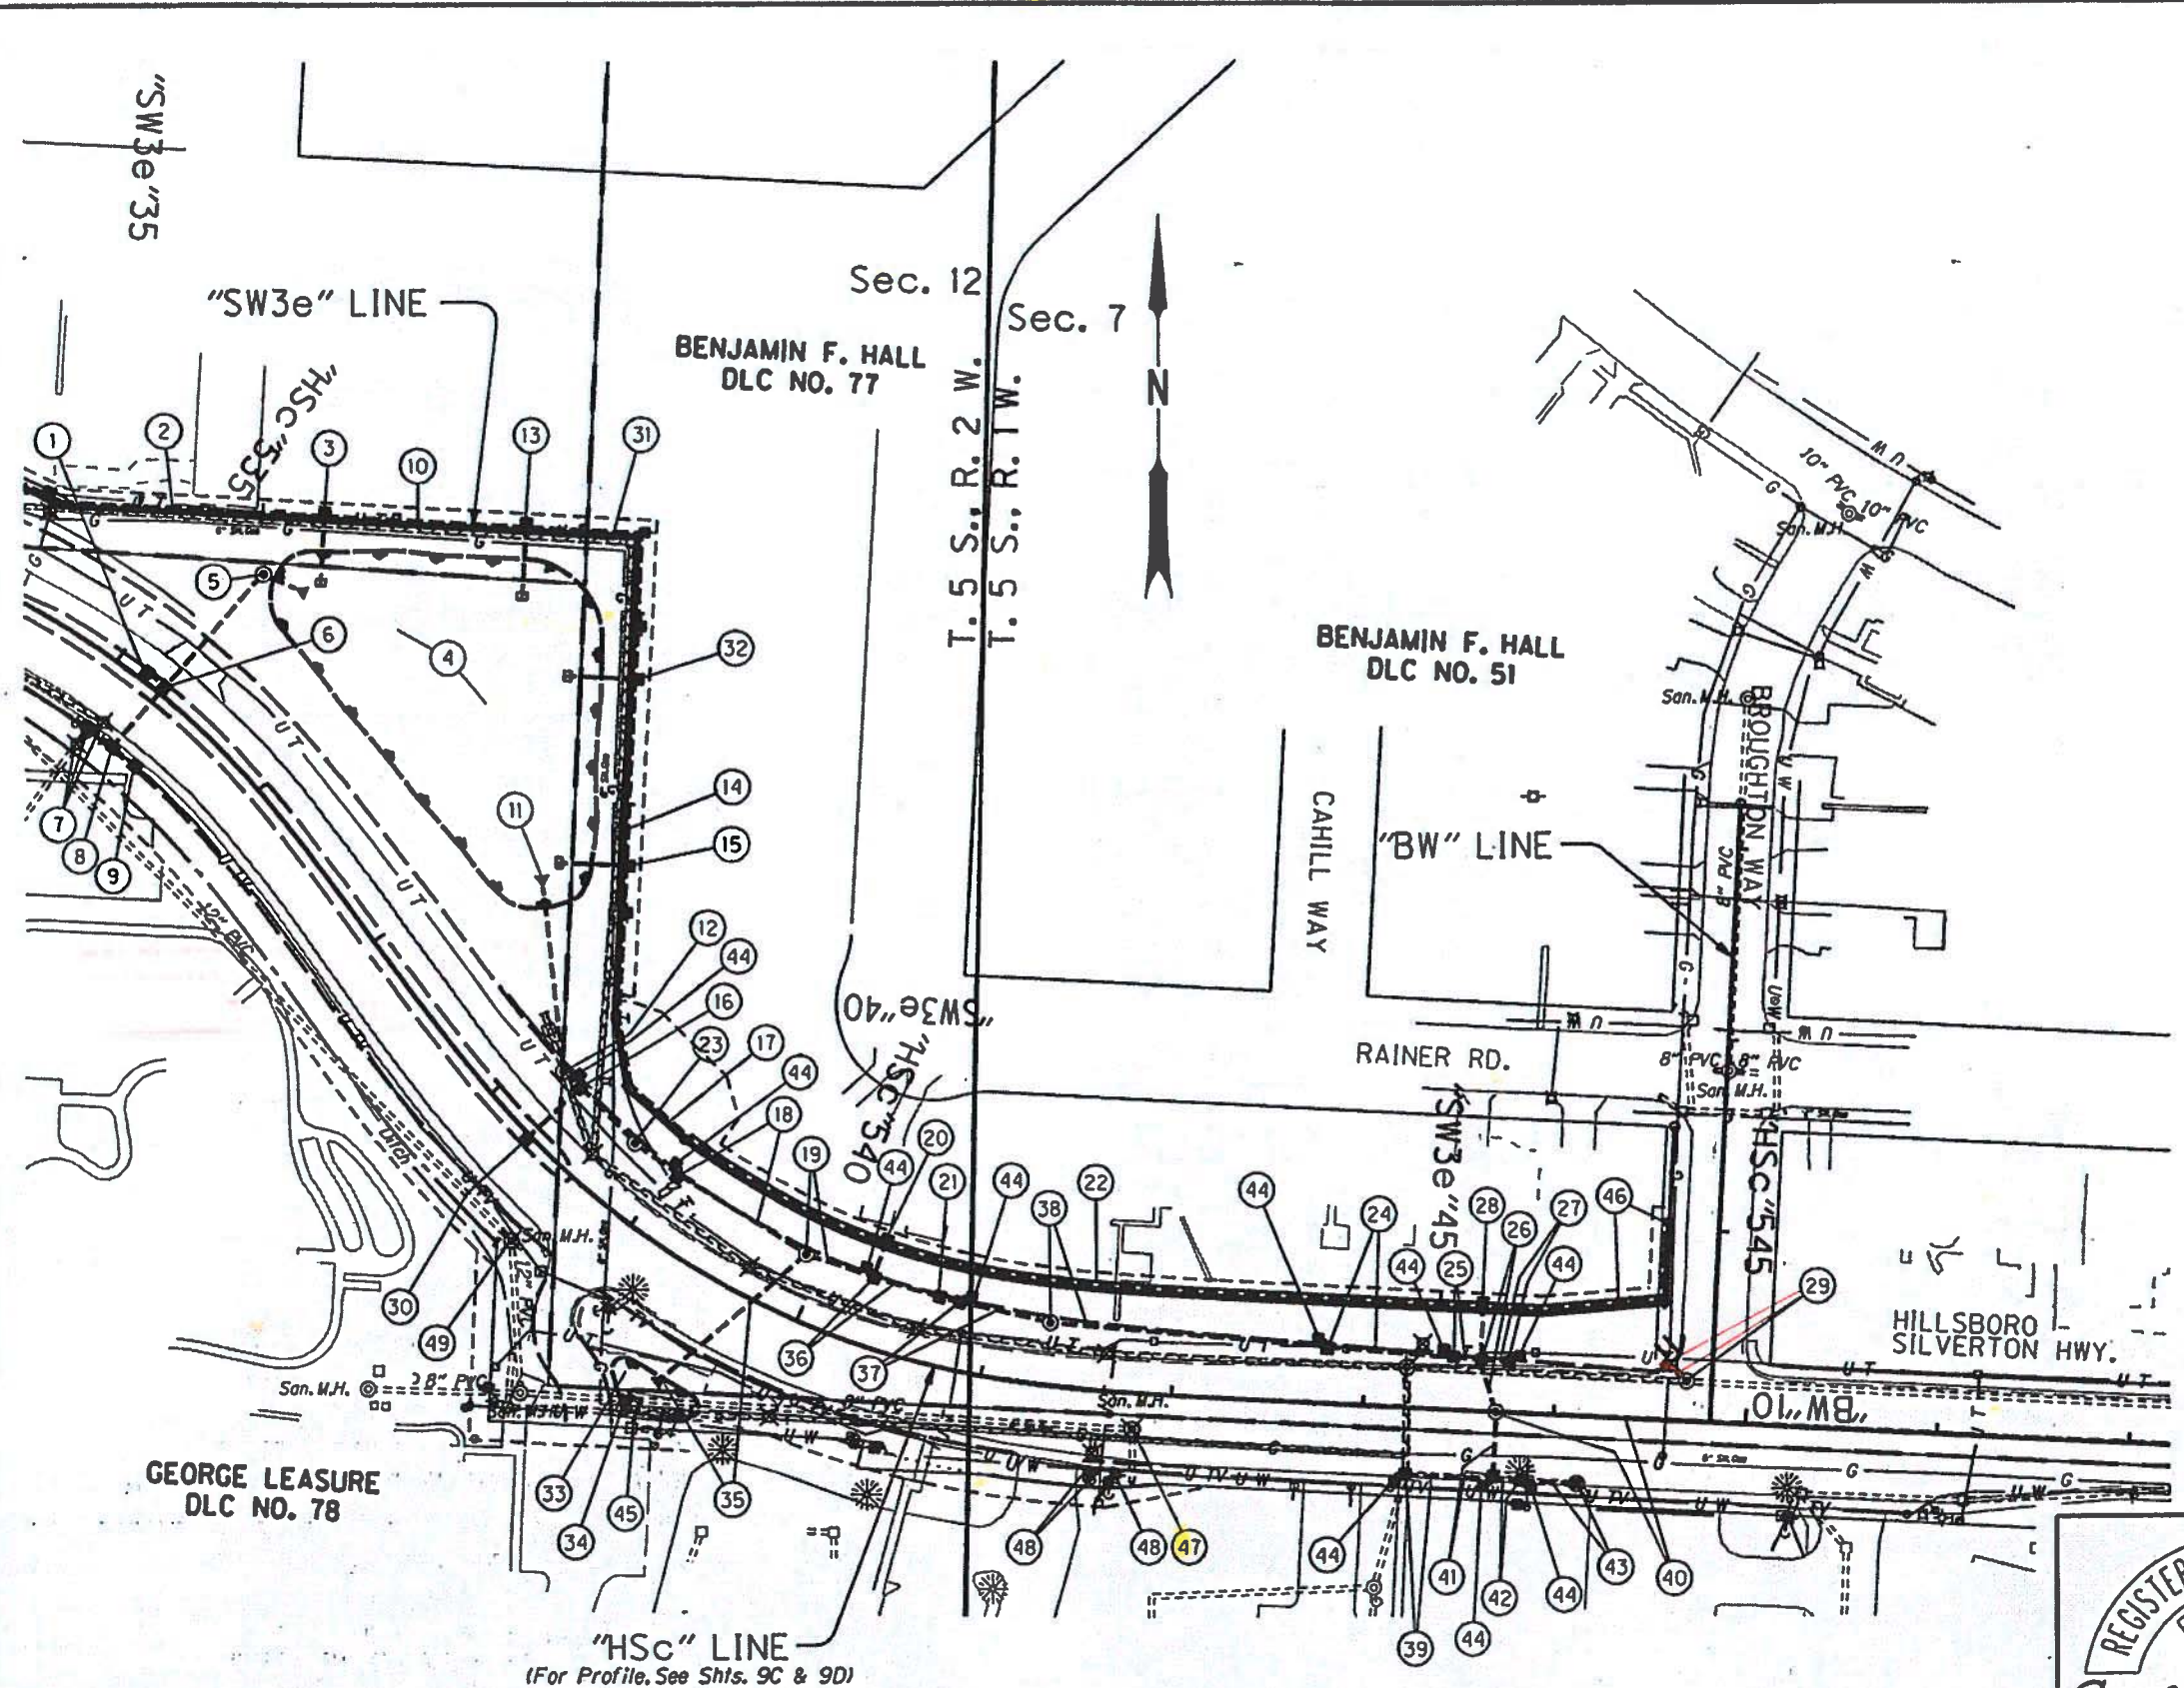 "SW3e"35
"SW3e" LINE
Sec. 12
Sec. 7
BENJAMIN F. HALL
DLC NO. 77
T. 5 S., R. 2 W.
T. 5 S., R. 1 W.
N
"HSc"535
1
2
3
10
13
31
U T
G
G
G
5
6
4
32
U T
G
U T
7
8
9
11
14
15
U T
12" PVC
12
44
16
23
17
44
18
19
44
20
21
44
38
22
44
24
44
25
28
26
27
44
46
29
U T
Ditch
"SW3e"40
"HSc"540
BENJAMIN F. HALL
DLC NO. 51
CAHILL WAY
"BW" LINE
BROUGHTON WAY
8" PVC
U W
10" PVC
10" PVC
San. M.H.
G
W
San. M.H.
G
U W
U W
RAINER RD.
8" PVC
8" PVC
San. M.H.
"SW3e"45
"HSc"545
HILLSBORO
SILVERTON HWY.
"BW"10
U T
U T
30
49
San. M.H.
12" PVC
U T
36
37
San. M.H.
8" PVC
8" PVC
San. M.H.
U W
U W
U TV U W
G
G
G
G
U W
GEORGE LEASURE
DLC NO. 78
33
34
45
35
48
48
47
44
39
41
44
42
44
43
40
"HSc" LINE
(For Profile, See Shts. 9C & 9D)